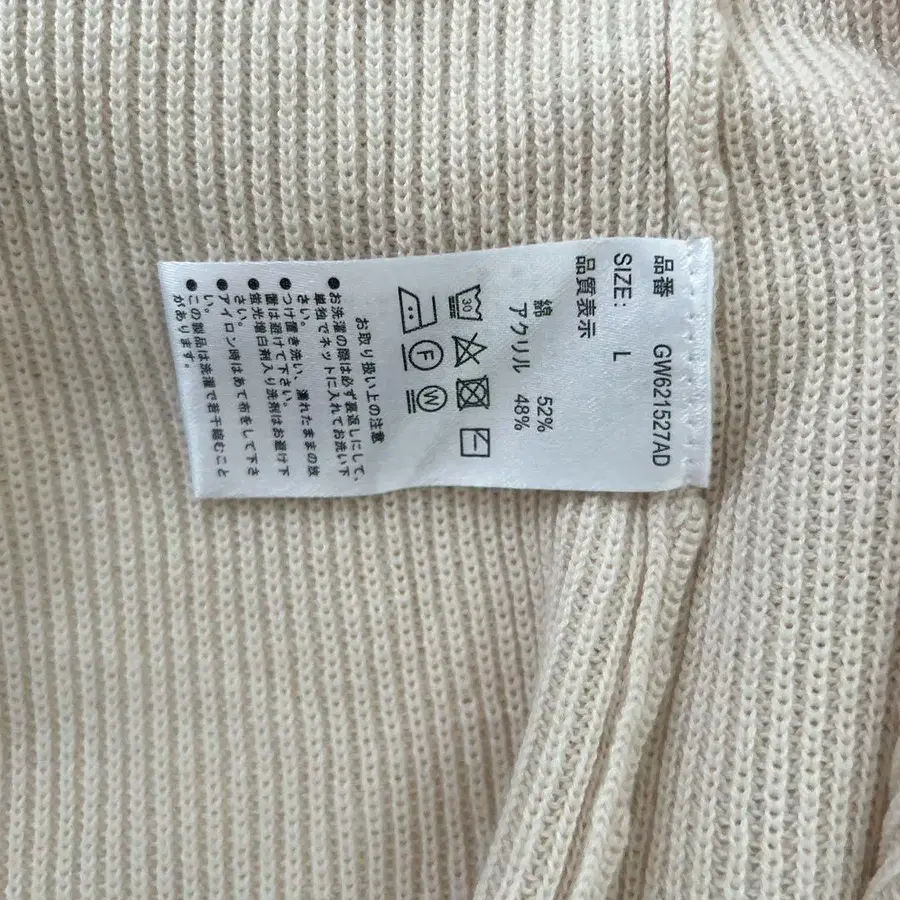 品番 GW621527AD
SIZE: L
品質表示
綿 52%
アクリル 48%
30
F
W
お取り扱い上の注意
●お洗濯の際は必ず裏返しにして、
単独でネットに入れてお洗い下
さい。
●つけ置き洗い、濡れたままの放
置は避けて下さい。
●蛍光増白剤入り洗剤はお避け下
さい。
●アイロン時はあて布をして下さ
い。
●この製品は洗濯で若干縮むこと
があります。